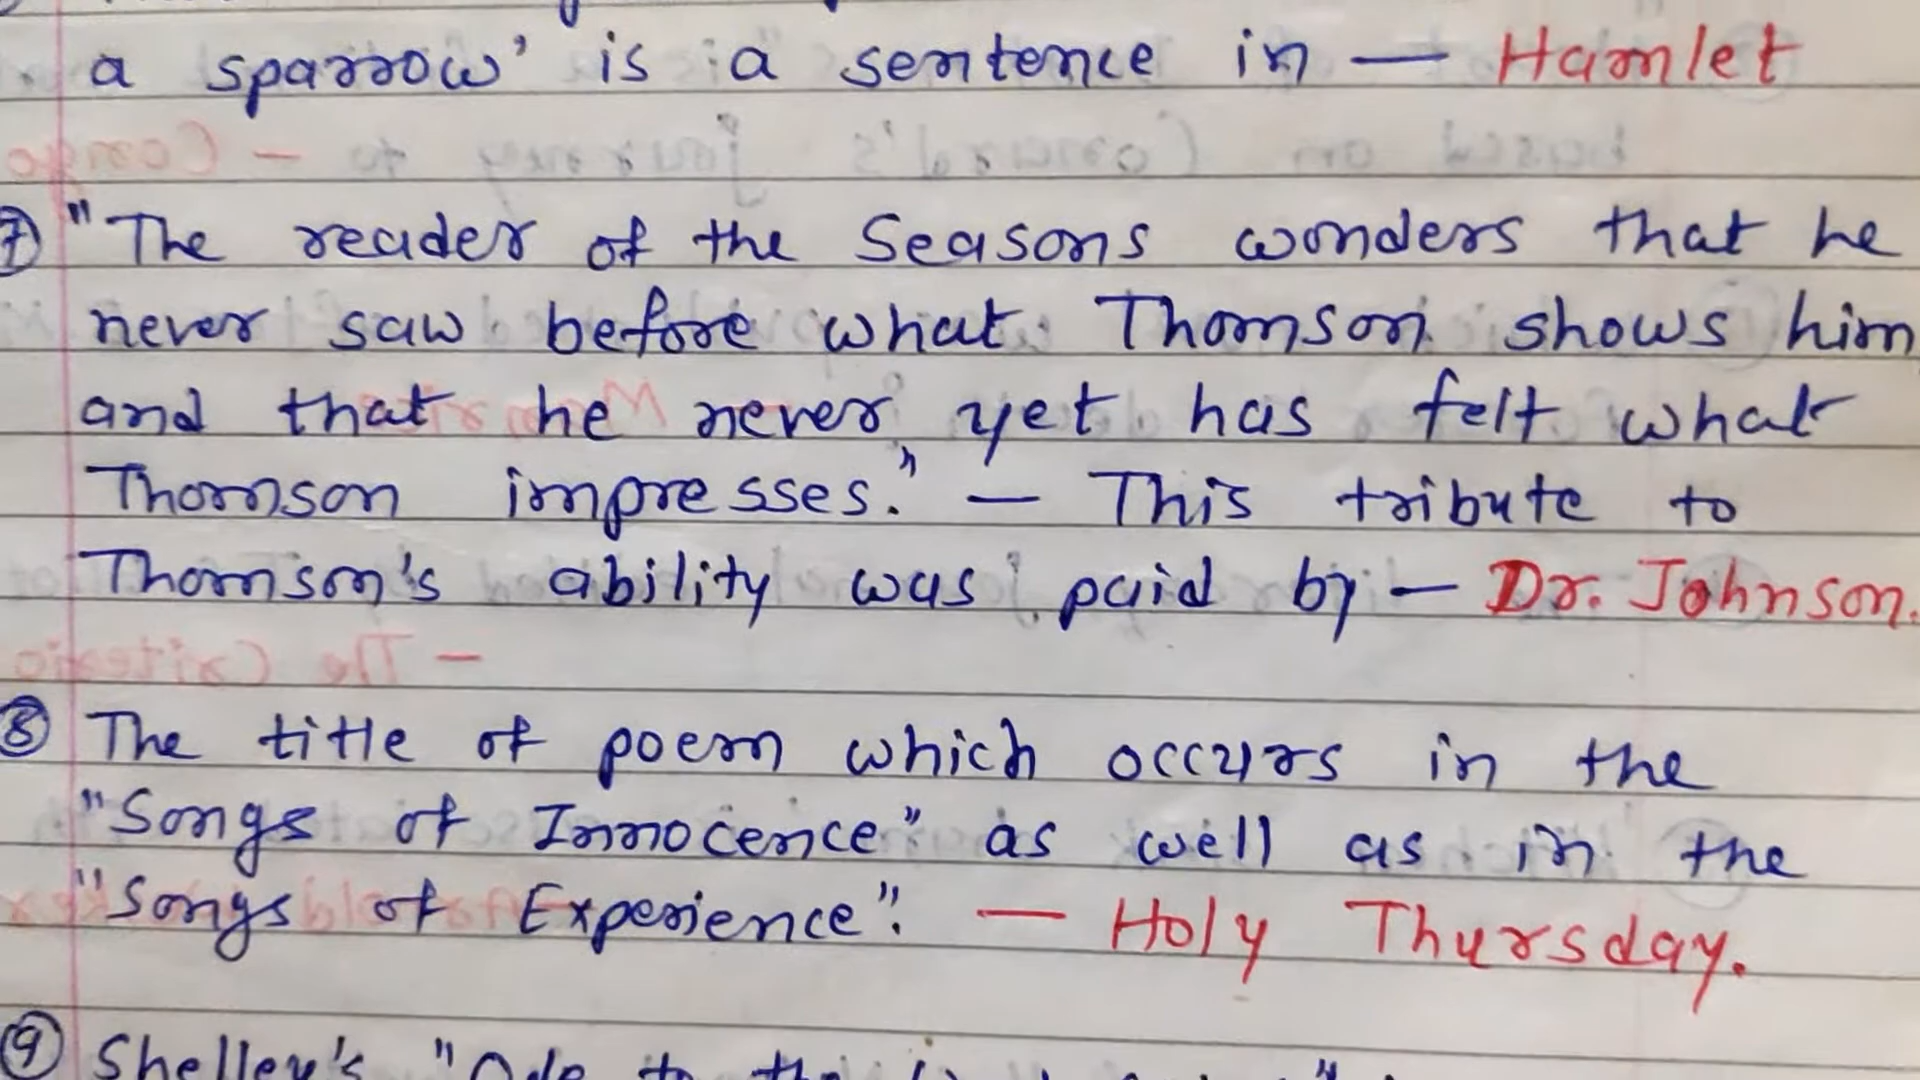 a sparrow' is a sentence in — Hamlet
⑦ "The reader of the Seasons wonders that he
never saw before what Thomson shows him
and that he never yet has felt what
Thomson impresses." — This tribute to
Thomson's ability was paid by — Dr. Johnson.
⑧ The title of poem which occurs in the
"Songs of Innocence" as well as in the
"Songs of Experience". — Holy Thursday.
⑨ Shelley's "Ode to the